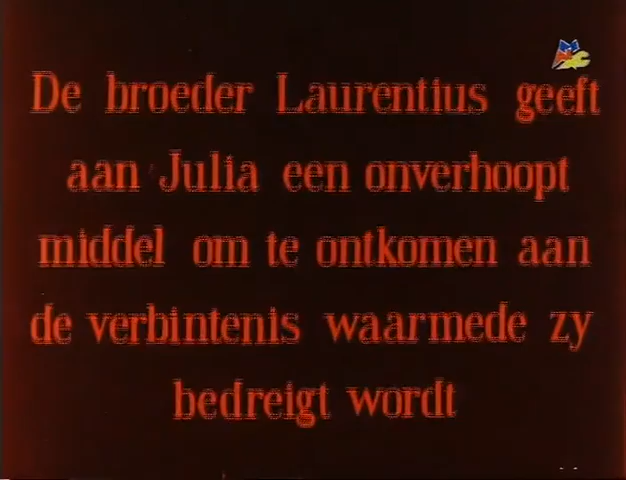 De broeder Laurentius geeft
aan Julia een onverhoopt
middel om te ontkomen aan
de verbintenis waarmede zy
bedreigt wordt